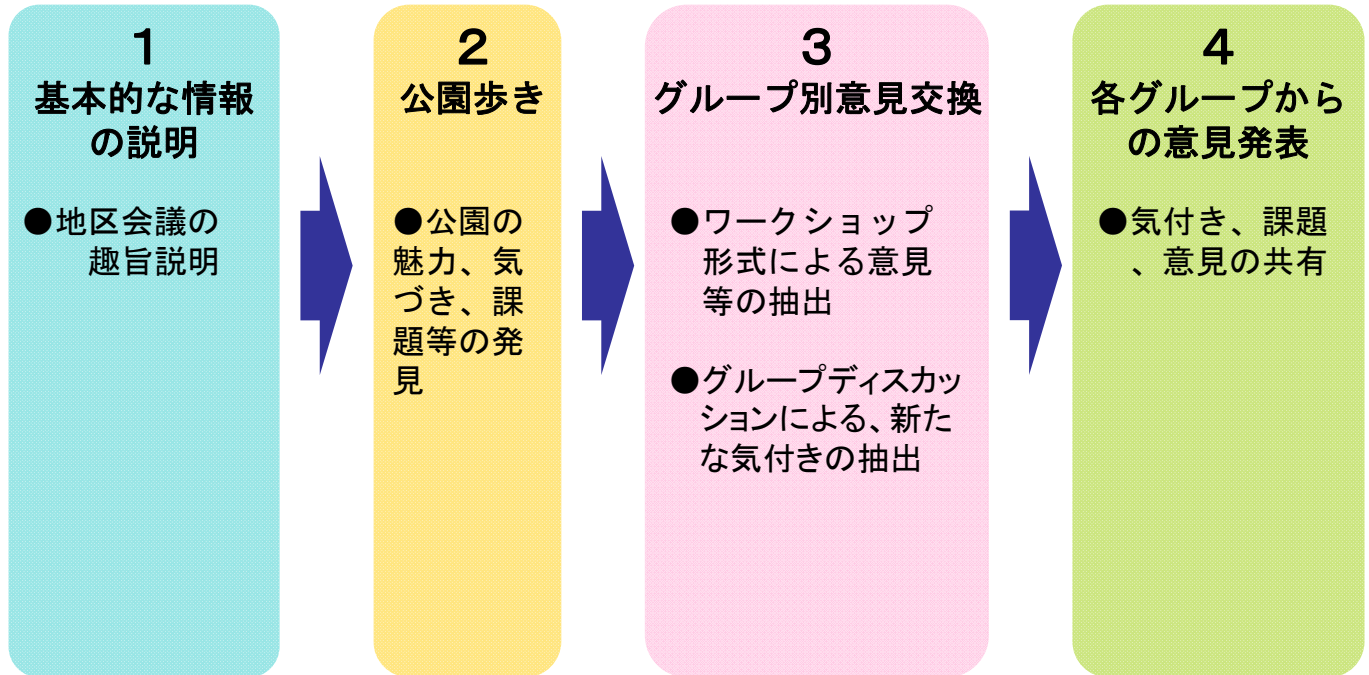 1
基本的な情報
の説明
●地区会議の
趣旨説明
2
公園歩き
●公園の
魅力、気
づき、課
題等の発
見
3
グループ別意見交換
●ワークショップ
形式による意見
等の抽出
●グループディスカッ
ションによる、新た
な気付きの抽出
4
各グループから
の意見発表
●気付き、課題
、意見の共有